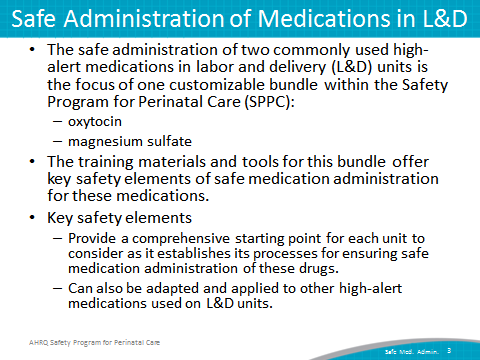 Safe Administration of Medications in L&D
• The safe administration of two commonly used high-
alert medications in labor and delivery (L&D) units is
the focus of one customizable bundle within the Safety
Program for Perinatal Care (SPPC):
– oxytocin
– magnesium sulfate
• The training materials and tools for this bundle offer
key safety elements of safe medication administration
for these medications.
• Key safety elements
– Provide a comprehensive starting point for each unit to
consider as it establishes its processes for ensuring safe
medication administration of these drugs.
– Can also be adapted and applied to other high-alert
medications used on L&D units.
AHRQ Safety Program for Perinatal Care
Safe Med. Admin. 3